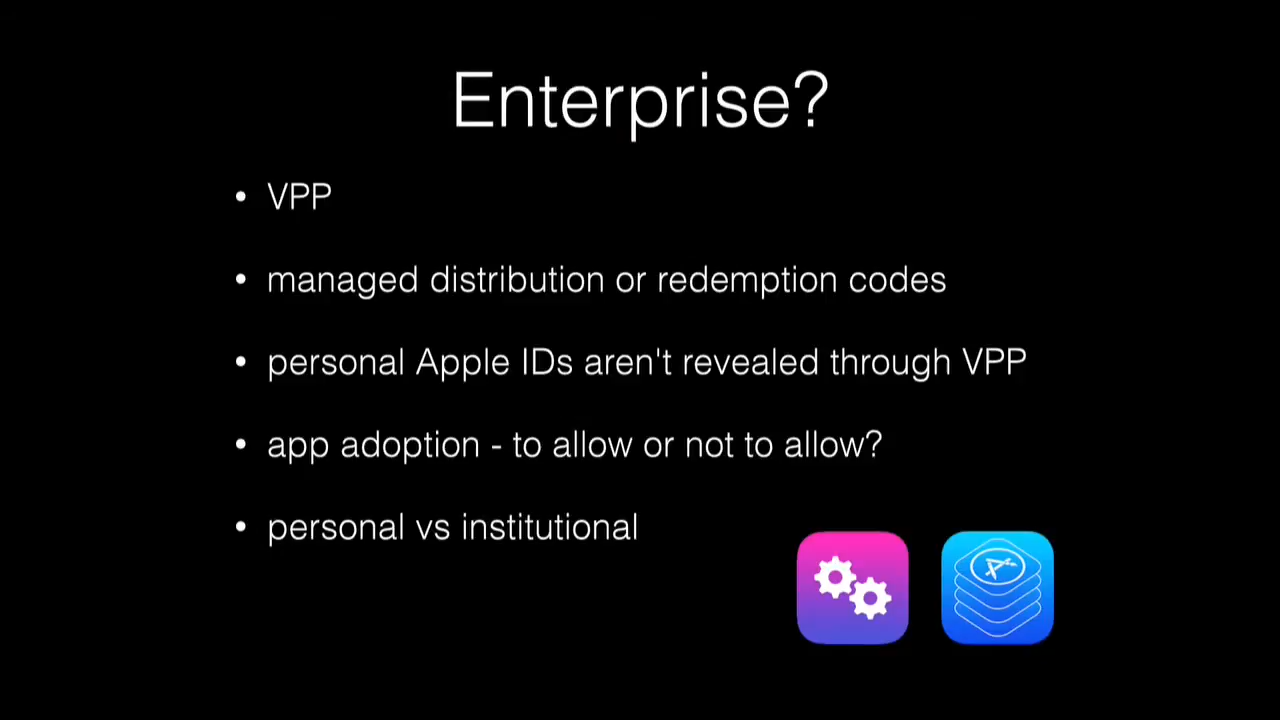 Enterprise?
• VPP
• managed distribution or redemption codes
• personal Apple IDs aren't revealed through VPP
• app adoption - to allow or not to allow?
• personal vs institutional